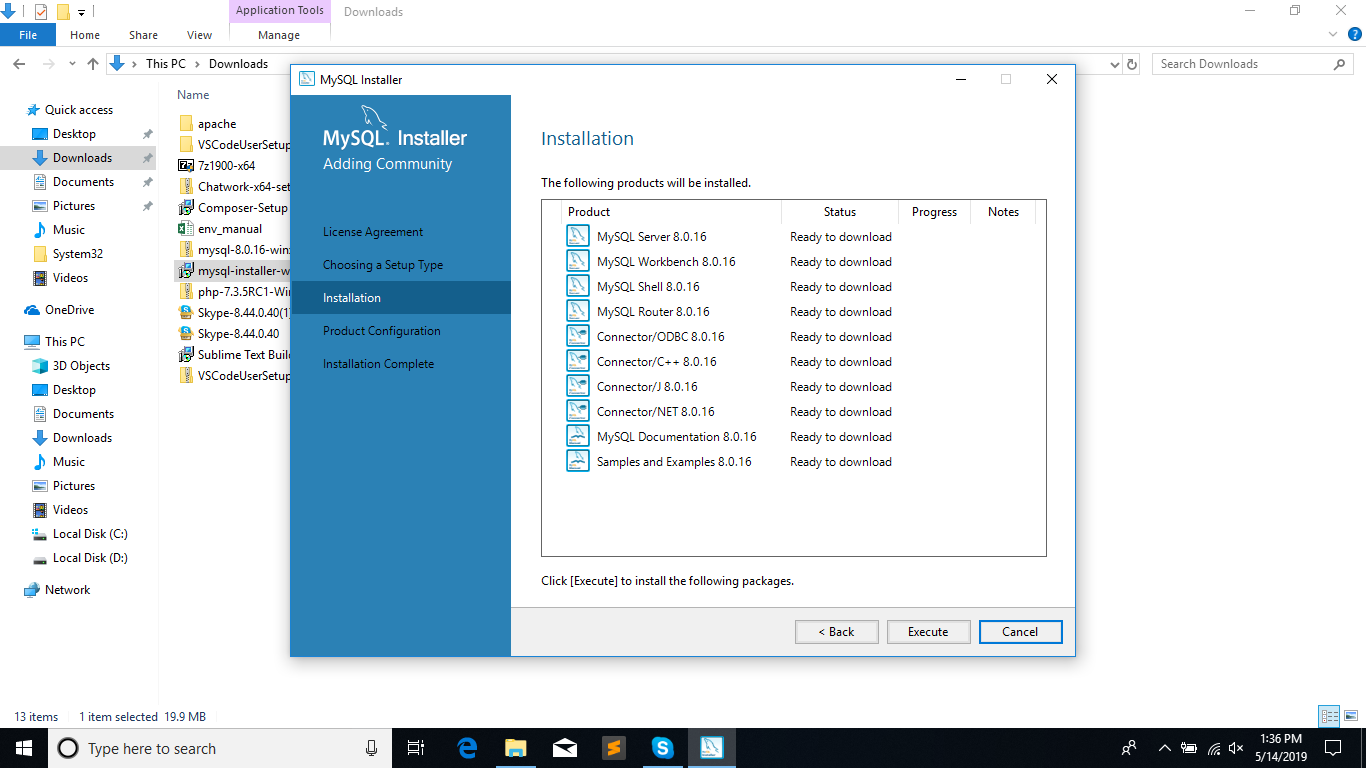 Application Tools
Downloads
File
Home
Share
View
Manage
This PC
Downloads
Search Downloads
Quick access
Desktop
Downloads
Documents
Pictures
Music
System32
Videos
OneDrive
This PC
3D Objects
Desktop
Documents
Downloads
Music
Pictures
Videos
Local Disk (C:)
Local Disk (D:)
Network
Name
apache
VSCodeUserSetup
7z1900-x64
Chatwork-x64-set
Composer-Setup
env_manual
mysql-8.0.16-win
mysql-installer-w
php-7.3.5RC1-Win
Skype-8.44.0.40(1)
Skype-8.44.0.40
Sublime Text Build
VSCodeUserSetup
MySQL Installer
MySQL Installer
Adding Community
License Agreement
Choosing a Setup Type
Installation
Product Configuration
Installation Complete
Installation
The following products will be installed.
Product Status Progress Notes
MySQL Server 8.0.16 Ready to download
MySQL Workbench 8.0.16 Ready to download
MySQL Shell 8.0.16 Ready to download
MySQL Router 8.0.16 Ready to download
Connector/ODBC 8.0.16 Ready to download
Connector/C++ 8.0.16 Ready to download
Connector/J 8.0.16 Ready to download
Connector/NET 8.0.16 Ready to download
MySQL Documentation 8.0.16 Ready to download
Samples and Examples 8.0.16 Ready to download
Click [Execute] to install the following packages.
< Back
Execute
Cancel
13 items 1 item selected 19.9 MB
Type here to search
1:36 PM
5/14/2019